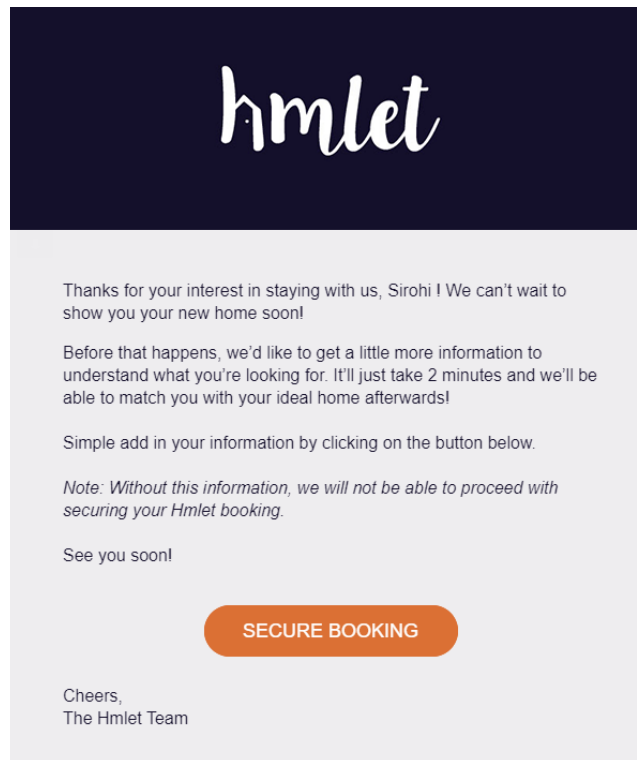 hmlet
Thanks for your interest in staying with us, Sirohi ! We can’t wait to
show you your new home soon!
Before that happens, we’d like to get a little more information to
understand what you’re looking for. It’ll just take 2 minutes and we’ll be
able to match you with your ideal home afterwards!
Simple add in your information by clicking on the button below.
Note: Without this information, we will not be able to proceed with
securing your Hmlet booking.
See you soon!
SECURE BOOKING
Cheers,
The Hmlet Team